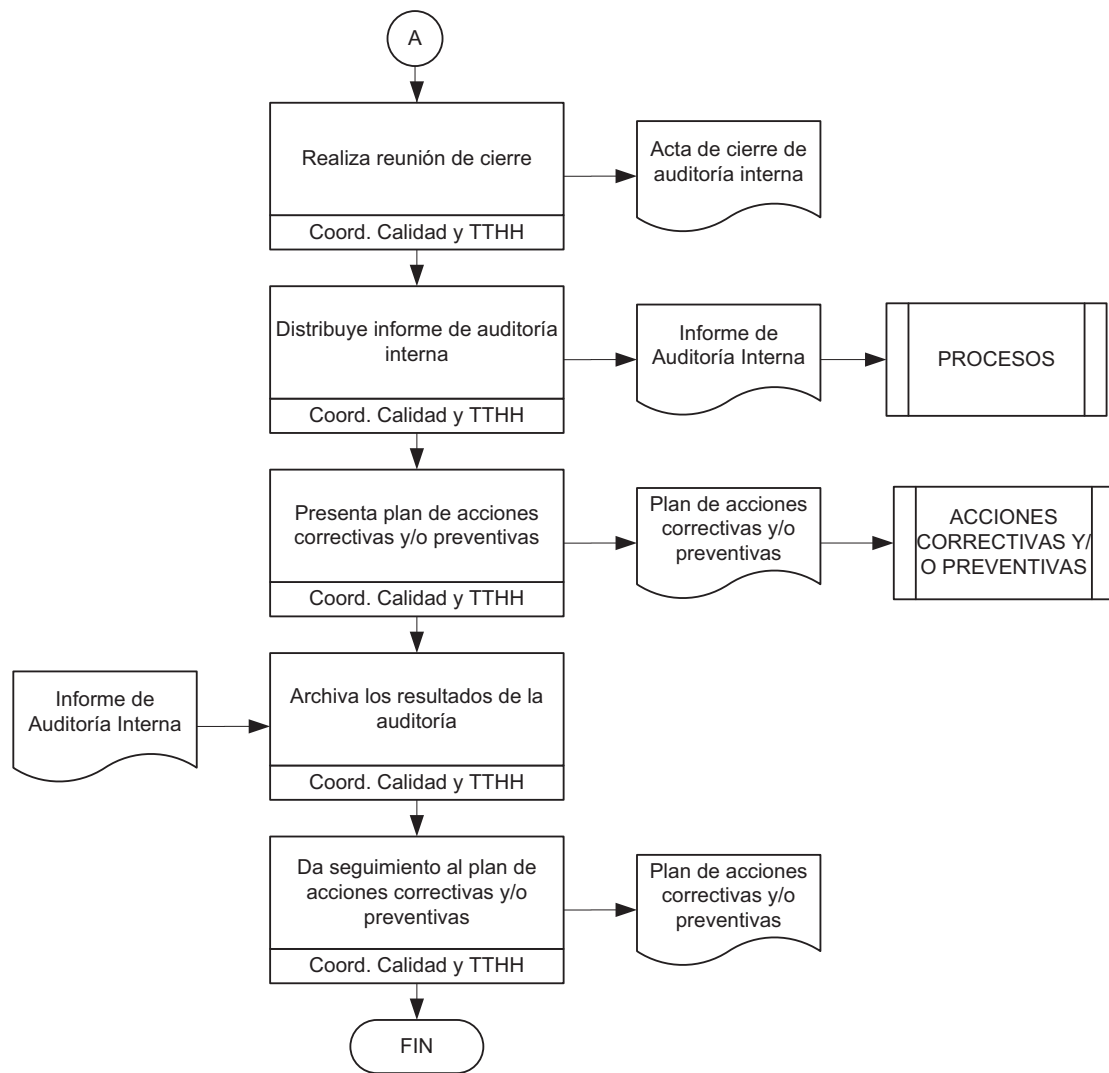 A
Realiza reunión de cierre
Coord. Calidad y TTHH
Acta de cierre de
auditoría interna
Distribuye informe de auditoría
interna
Coord. Calidad y TTHH
Informe de
Auditoría Interna
PROCESOS
Presenta plan de acciones
correctivas y/o preventivas
Coord. Calidad y TTHH
Plan de acciones
correctivas y/o
preventivas
ACCIONES
CORRECTIVAS Y/
O PREVENTIVAS
Informe de
Auditoría Interna
Archiva los resultados de la
auditoría
Coord. Calidad y TTHH
Da seguimiento al plan de
acciones correctivas y/o
preventivas
Coord. Calidad y TTHH
Plan de acciones
correctivas y/o
preventivas
FIN